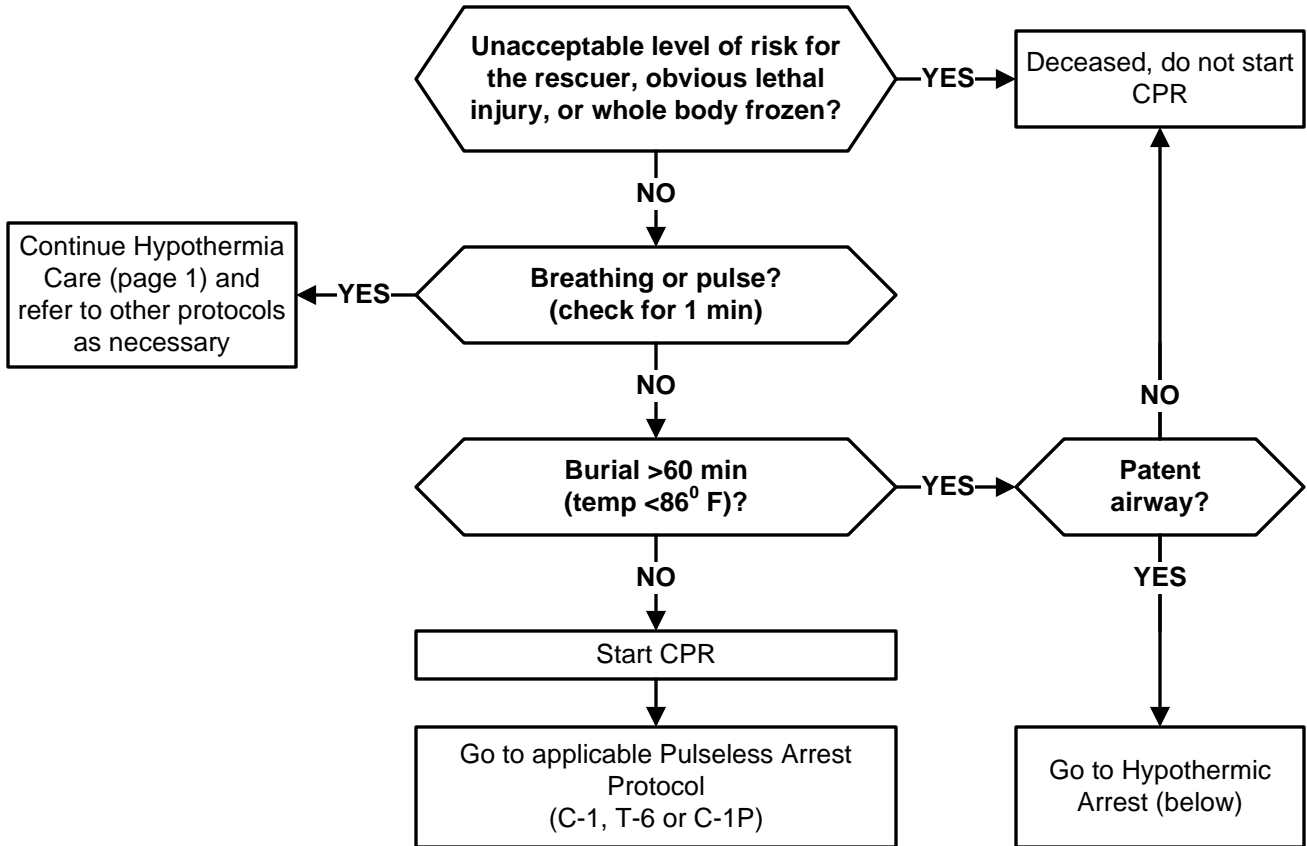 Unacceptable level of risk for
the rescuer, obvious lethal
injury, or whole body frozen?
YES
Deceased, do not start
CPR
NO
Continue Hypothermia
Care (page 1) and
refer to other protocols
as necessary
YES
Breathing or pulse?
(check for 1 min)
NO
NO
Burial >60 min
(temp <86⁰ F)?
YES
Patent
airway?
NO
YES
Start CPR
Go to applicable Pulseless Arrest
Protocol
(C-1, T-6 or C-1P)
Go to Hypothermic
Arrest (below)